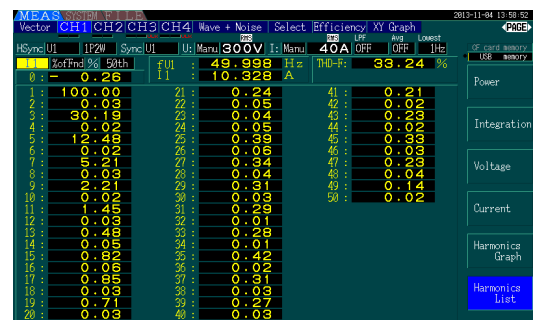 MEAS SYSTEM FILE 2013-11-04 13:50:52
Vector CH1 CH2 CH3 CH4 Wave + Noise Select Efficiency XY Graph <PAGE>
RMS RMS LPF Avg Lowest
HSync U1 1P2W Sync U1 U: Manu 300V I: Manu 40A OFF OFF 1Hz
CF card memory
USB memory
I1 %ofFnd % 50th fU1 : 49.998 Hz THD-F: 33.24 %
I1 : 10.328 A
0 : - 0.26
1 : 100.00 21 : 0.24 41 : 0.21
2 : 0.03 22 : 0.05 42 : 0.02
3 : 30.19 23 : 0.04 43 : 0.23
4 : 0.02 24 : 0.05 44 : 0.02
5 : 12.48 25 : 0.39 45 : 0.33
6 : 0.02 26 : 0.06 46 : 0.03
7 : 5.21 27 : 0.34 47 : 0.23
8 : 0.03 28 : 0.04 48 : 0.04
9 : 2.21 29 : 0.31 49 : 0.14
10 : 0.02 30 : 0.03 50 : 0.02
11 : 1.45 31 : 0.29
12 : 0.03 32 : 0.01
13 : 0.48 33 : 0.28
14 : 0.05 34 : 0.01
15 : 0.82 35 : 0.42
16 : 0.06 36 : 0.02
17 : 0.85 37 : 0.31
18 : 0.03 38 : 0.03
19 : 0.71 39 : 0.27
20 : 0.03 40 : 0.03
Power
Integration
Voltage
Current
Harmonics
Graph
Harmonics
List